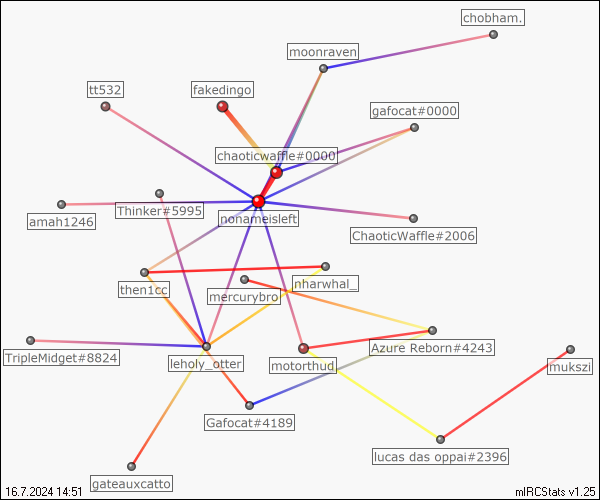 chobham.
moonraven
tt532
fakedingo
gafocat#0000
chaoticwaffle#0000
Thinker#5995
nonameisleft
amah1246
ChaoticWaffle#2006
then1cc
nharwhal_
mercurybro
TripleMidget#8824
leholy_otter
motorthud
Azure Reborn#4243
mukszi
Gafocat#4189
lucas das oppai#2396
gateauxcatto
16.7.2024 14:51
mIRCStats v1.25